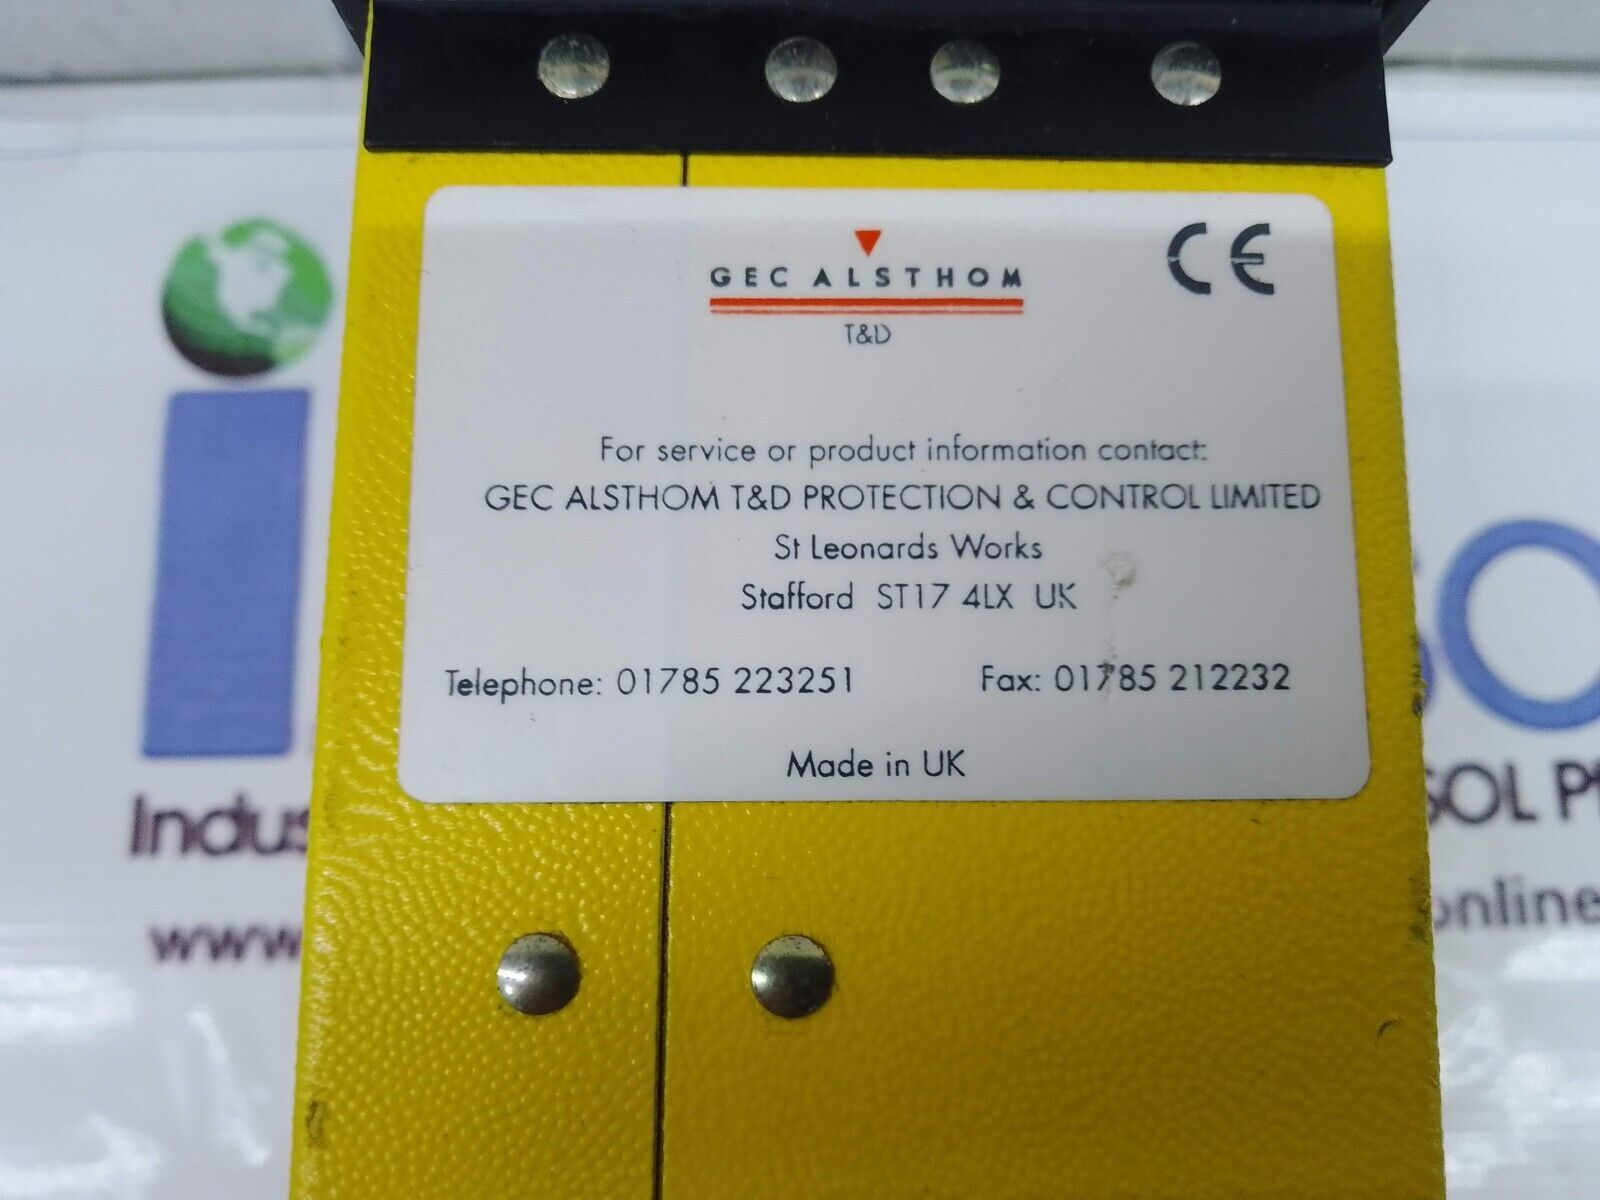 GEC ALSTHOM
T&D
CE
For service or product information contact:
GEC ALSTHOM T&D PROTECTION & CONTROL LIMITED
St Leonards Works
Stafford ST17 4LX UK
Telephone: 01785 223251 Fax: 01785 212232
Made in UK
Indus
SOL P
www
online